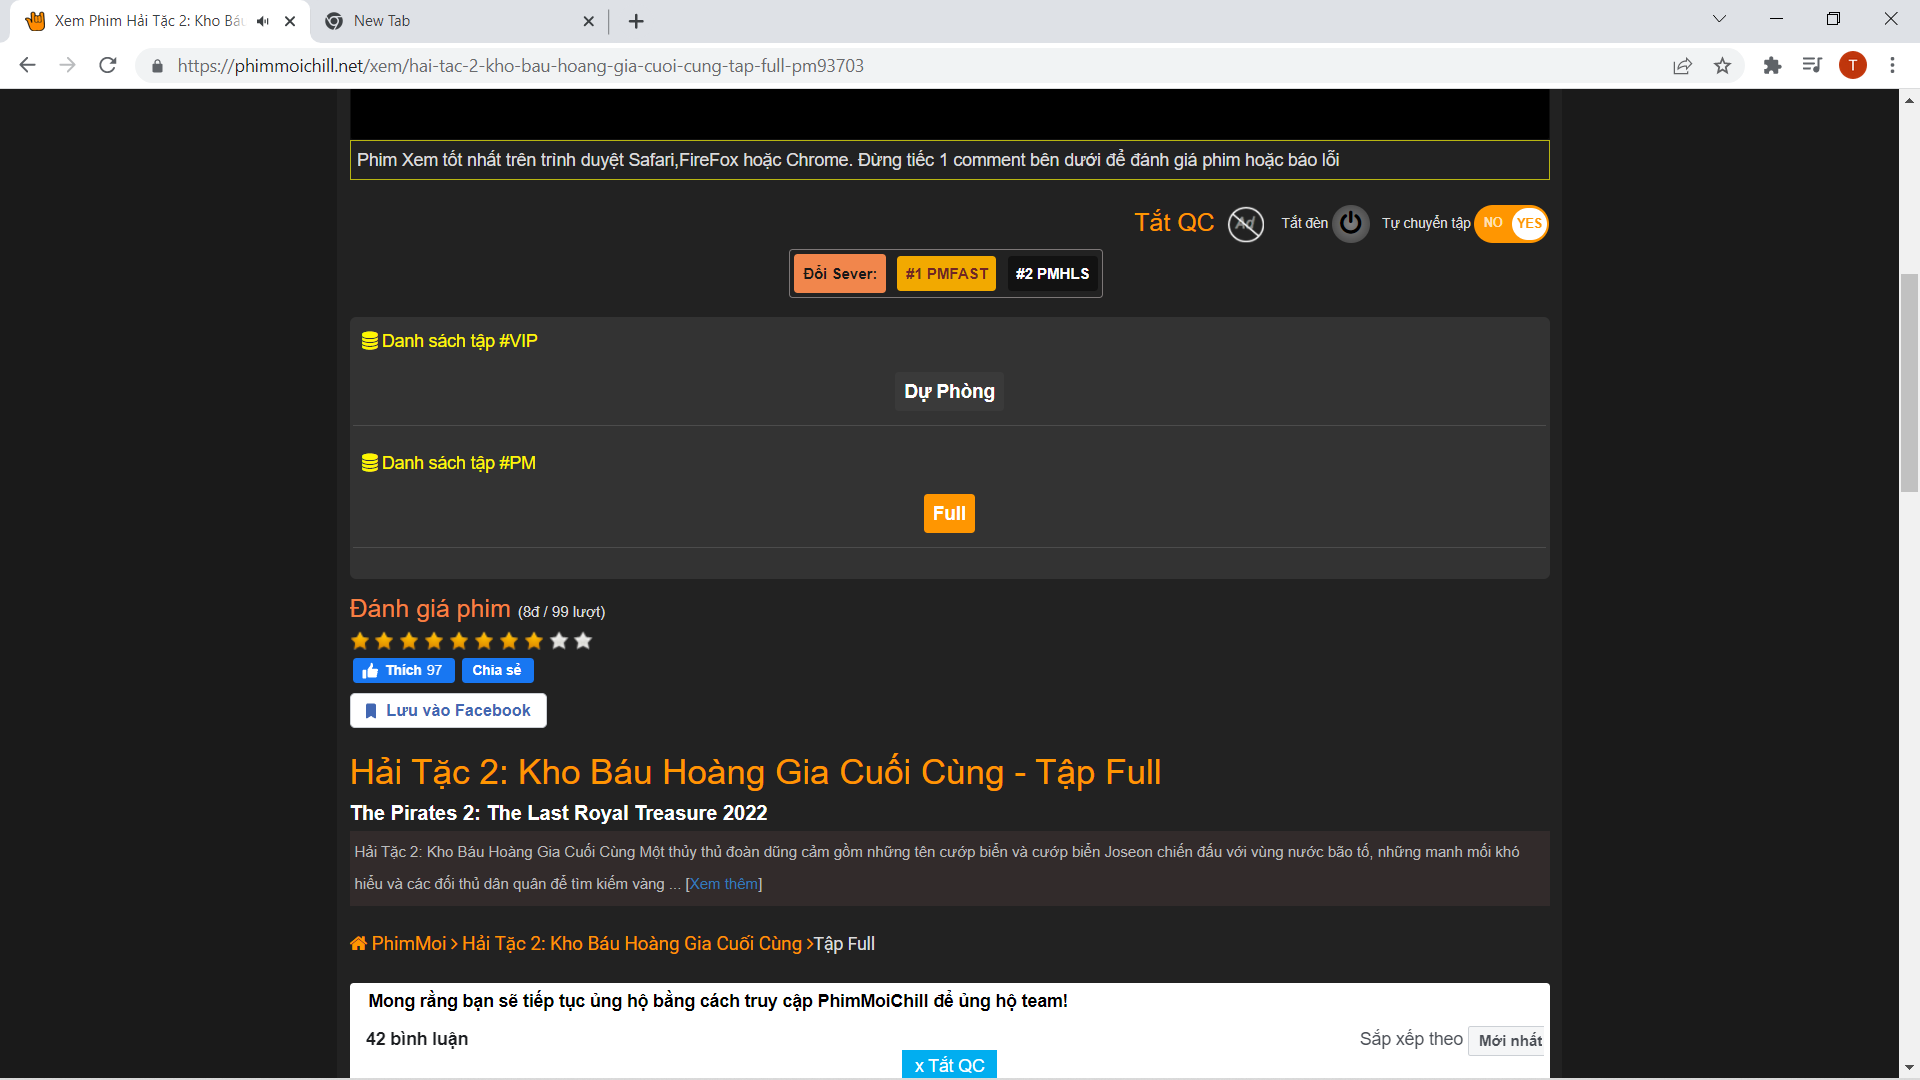 Xem Phim Hải Tặc 2: Kho Báu
New Tab
https://phimmoichill.net/xem/hai-tac-2-kho-bau-hoang-gia-cuoi-cung-tap-full-pm93703
T
Phim Xem tốt nhất trên trình duyệt Safari,FireFox hoặc Chrome. Đừng tiếc 1 comment bên dưới để đánh giá phim hoặc báo lỗi
Tắt QC Ad Tắt đèn Tự chuyển tập NO YES
Đổi Sever: #1 PMFAST #2 PMHLS
Danh sách tập #VIP
Dự Phòng
Danh sách tập #PM
Full
Đánh giá phim (8đ / 99 lượt)
Thích 97 Chia sẻ
Lưu vào Facebook
Hải Tặc 2: Kho Báu Hoàng Gia Cuối Cùng - Tập Full
The Pirates 2: The Last Royal Treasure 2022
Hải Tặc 2: Kho Báu Hoàng Gia Cuối Cùng Một thủy thủ đoàn dũng cảm gồm những tên cướp biển và cướp biển Joseon chiến đấu với vùng nước bão tố, những manh mối khó
hiểu và các đối thủ dân quân để tìm kiếm vàng ... [Xem thêm]
PhimMoi › Hải Tặc 2: Kho Báu Hoàng Gia Cuối Cùng ›Tập Full
Mong rằng bạn sẽ tiếp tục ủng hộ bằng cách truy cập PhimMoiChill để ủng hộ team!
42 bình luận
Sắp xếp theo Mới nhất
x Tắt QC